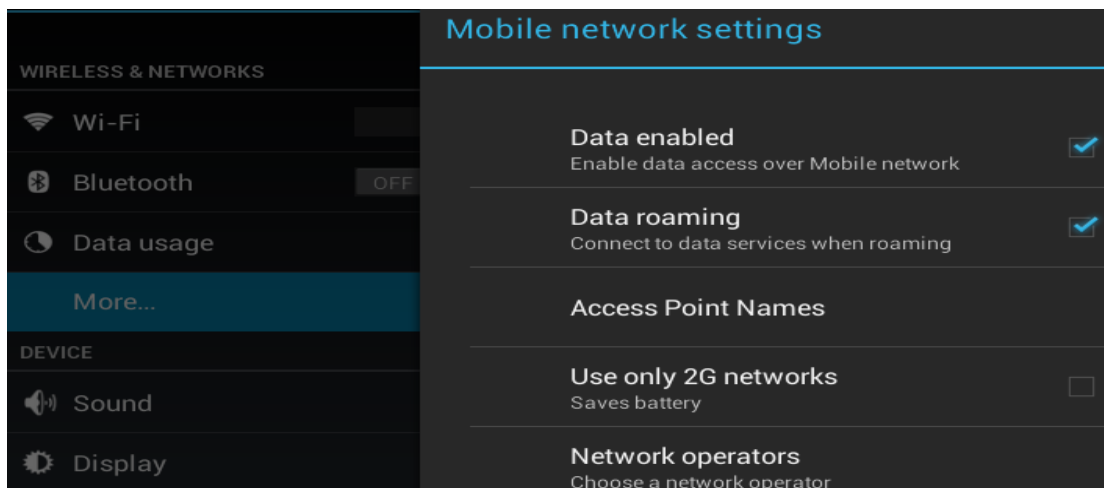 WIRELESS & NETWORKS
Wi-Fi
Bluetooth
OFF
Data usage
More...
DEVICE
Sound
Display
Mobile network settings
Data enabled
Enable data access over Mobile network
Data roaming
Connect to data services when roaming
Access Point Names
Use only 2G networks
Saves battery
Network operators
Choose a network operator